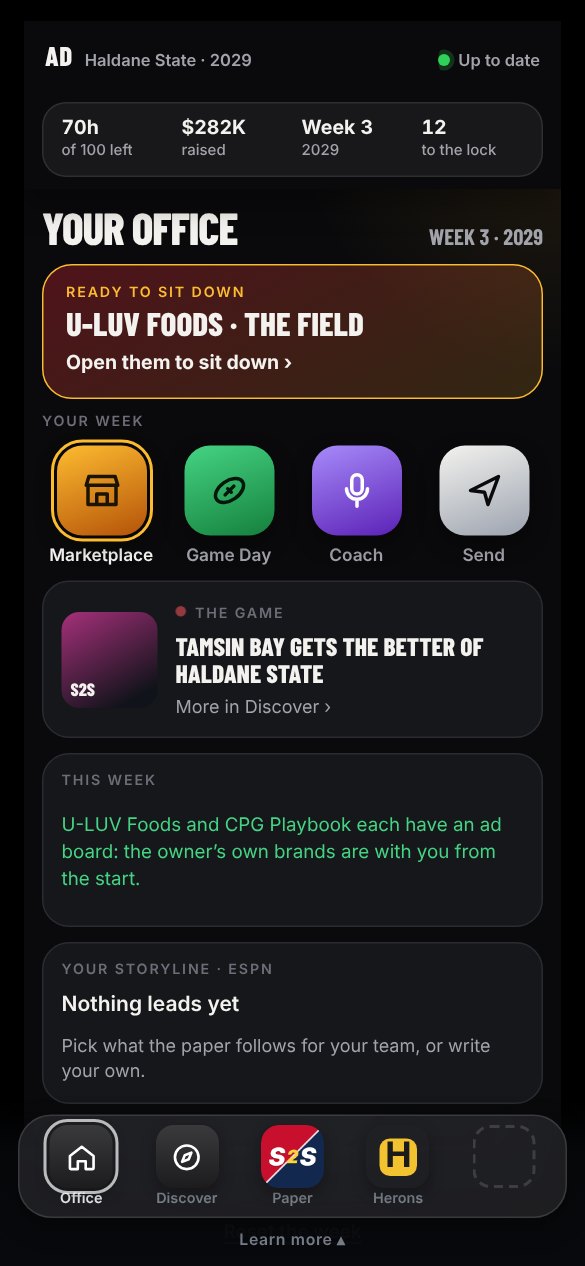 AD Haldane State · 2029
Up to date
70h
of 100 left
$282K
raised
Week 3
2029
12
to the lock
YOUR OFFICE
WEEK 3 · 2029
READY TO SIT DOWN
U-LUV FOODS · THE FIELD
Open them to sit down ›
YOUR WEEK
Marketplace
Game Day
Coach
Send
THE GAME
TAMSIN BAY GETS THE BETTER OF
HALDANE STATE
More in Discover ›
S2S
THIS WEEK
U-LUV Foods and CPG Playbook each have an ad
board: the owner’s own brands are with you from
the start.
YOUR STORYLINE · ESPN
Nothing leads yet
Pick what the paper follows for your team, or write
your own.
S2S
H
Office
Discover
Paper
Herons
Reset the week
Learn more ▴